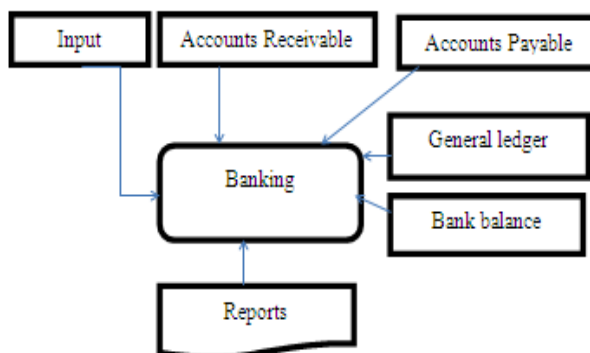 Input
Accounts Receivable
Accounts Payable
General ledger
Banking
Bank balance
Reports